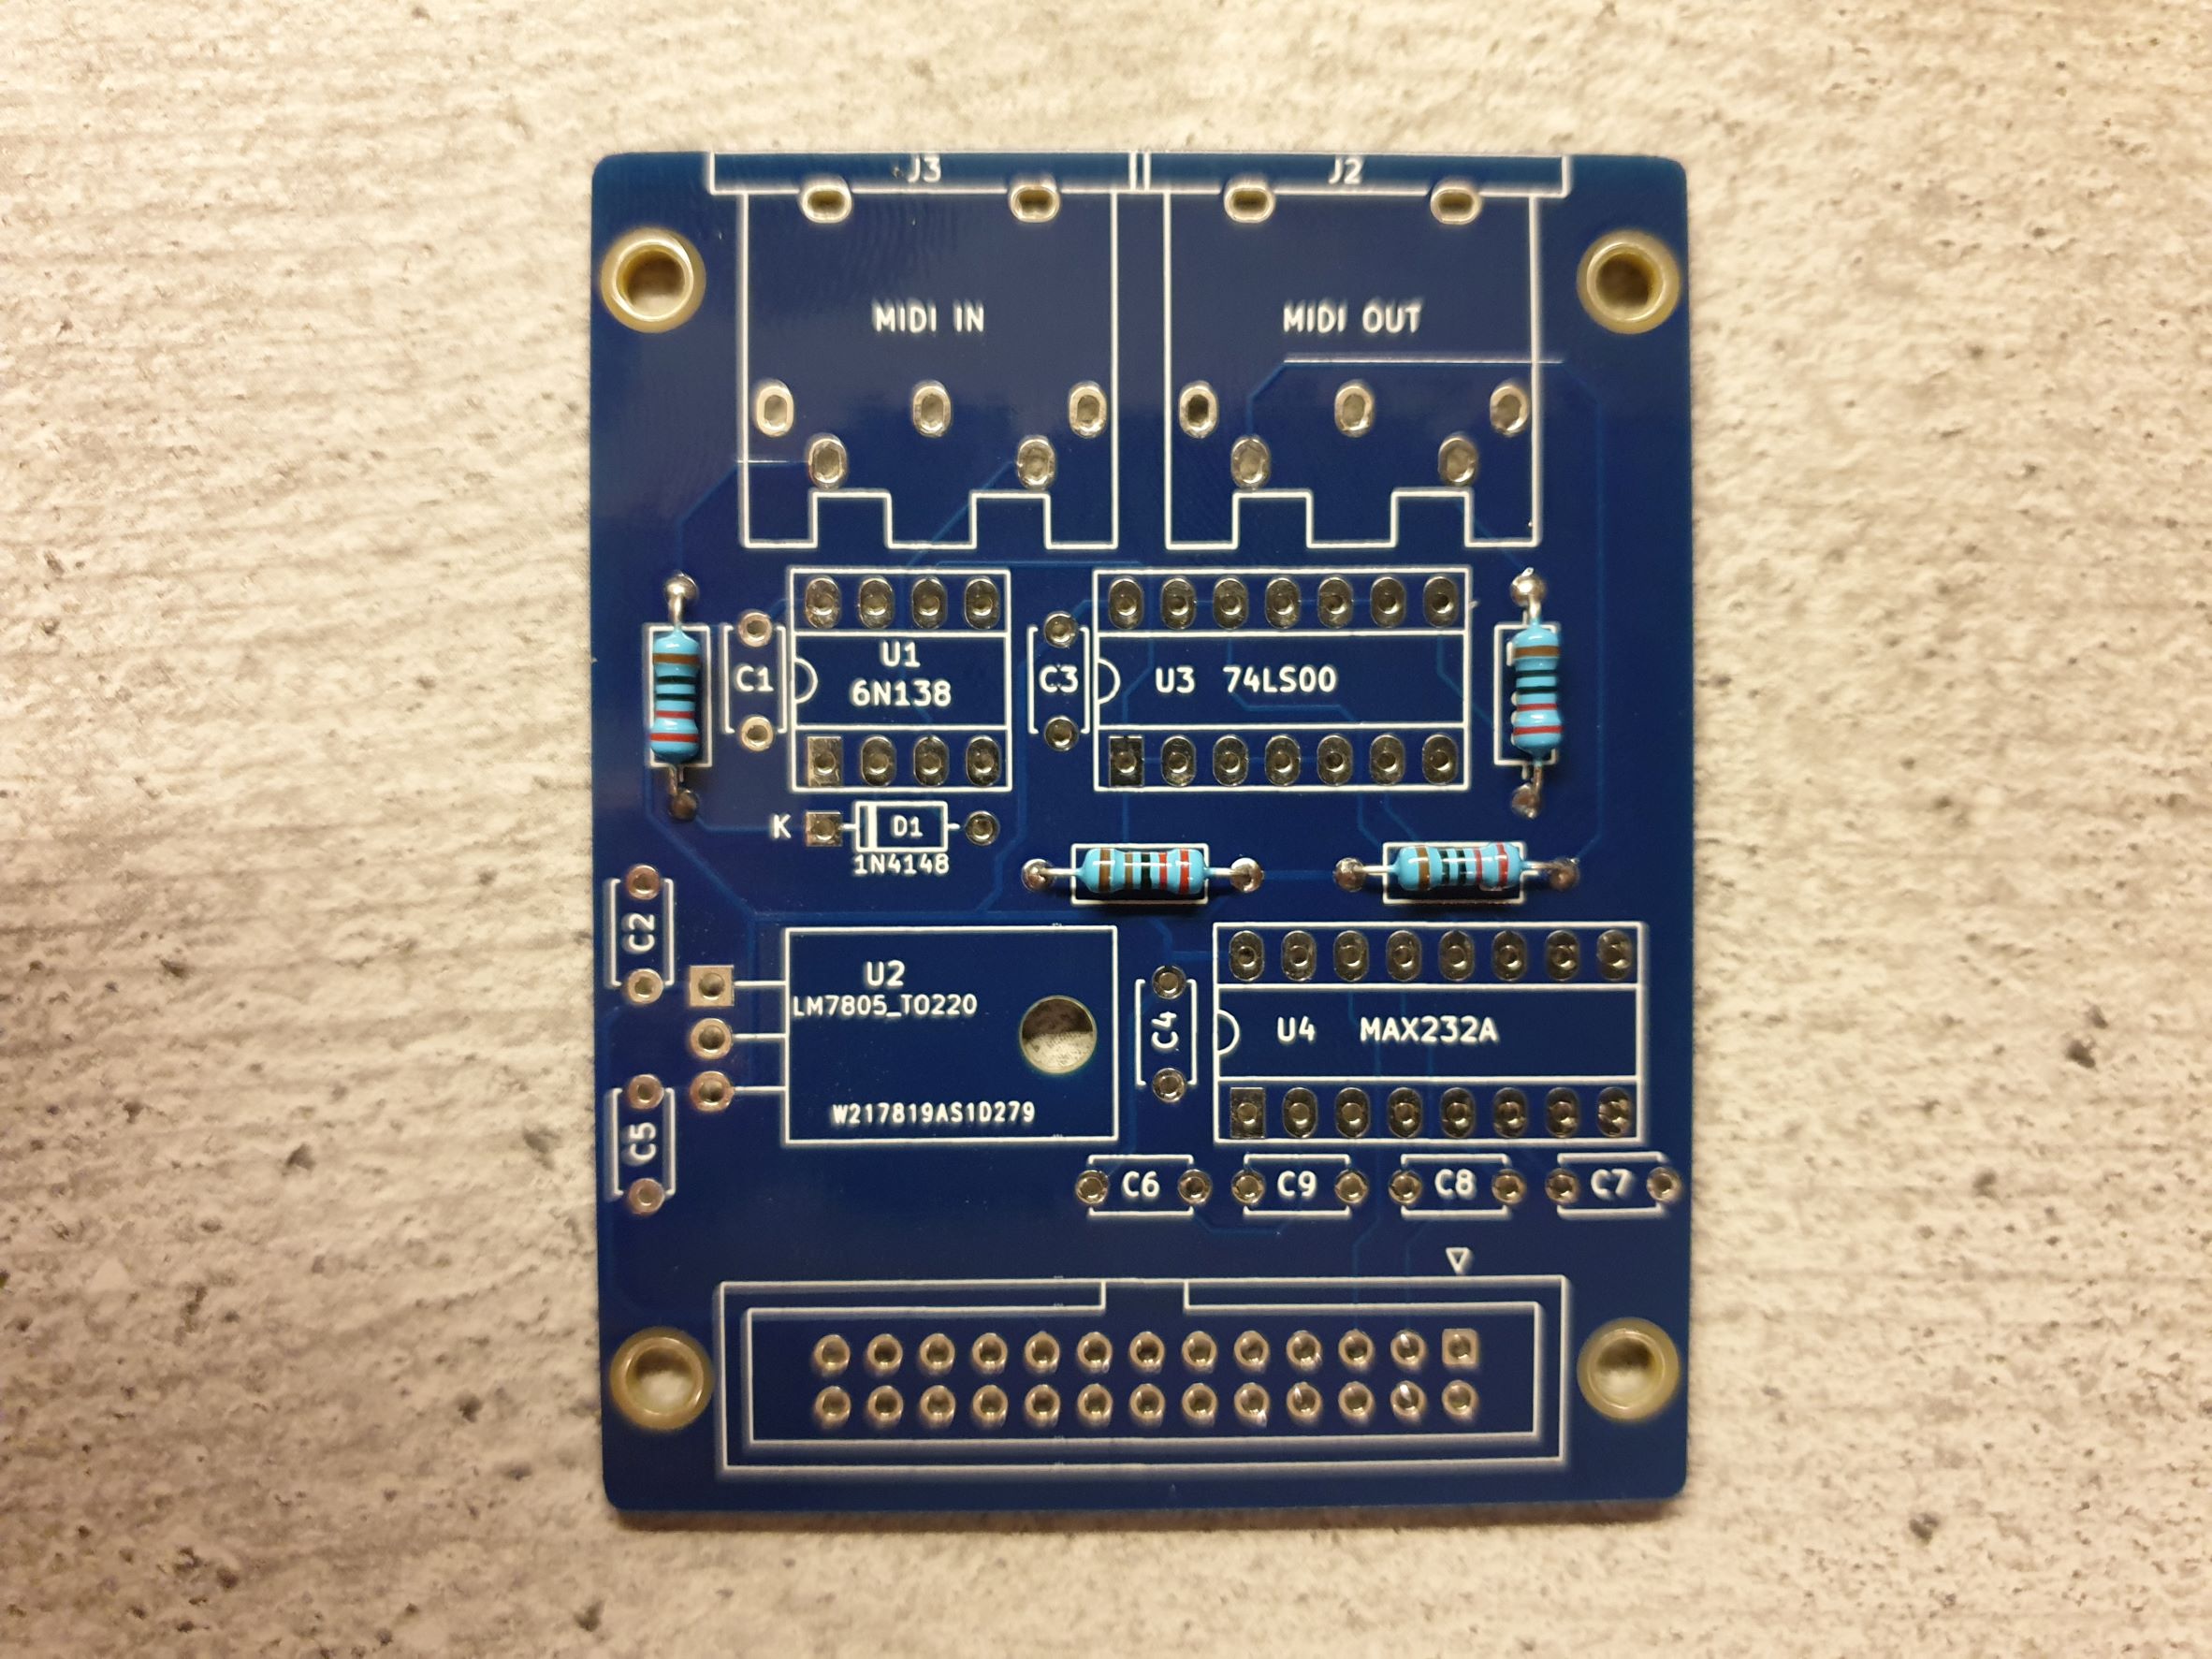 J3
J2
MIDI IN
MIDI OUT
U1
6N138
C1
C3
U3 74LS00
K
D1
1N4148
C2
U2
LM7805_TO220
C4
U4 MAX232A
W217819AS1D279
C5
C6
C9
C8
C7